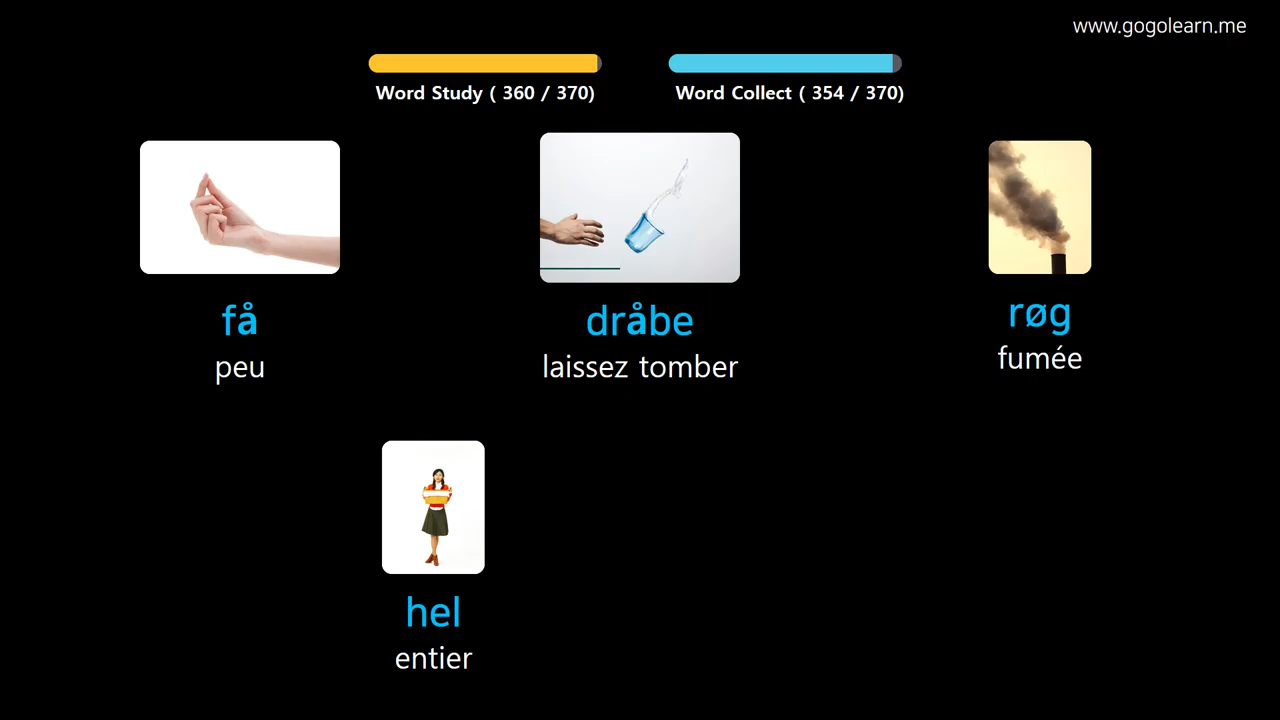 www.gogolearn.me
Word Study ( 360 / 370)
Word Collect ( 354 / 370)
få
peu
dråbe
laissez tomber
røg
fumée
hel
entier